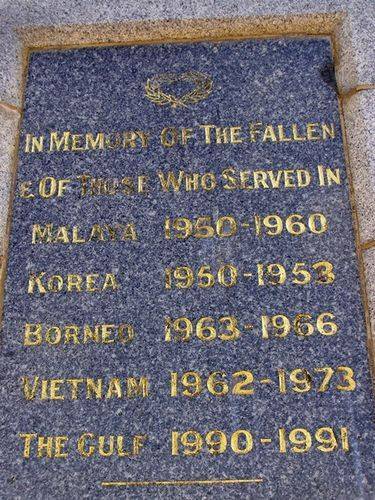 IN MEMORY OF THE FALLEN
& OF THOSE WHO SERVED IN
MALAYA 1950-1960
KOREA 1950-1953
BORNEO 1963-1966
VIETNAM 1962-1973
THE GULF 1990-1991